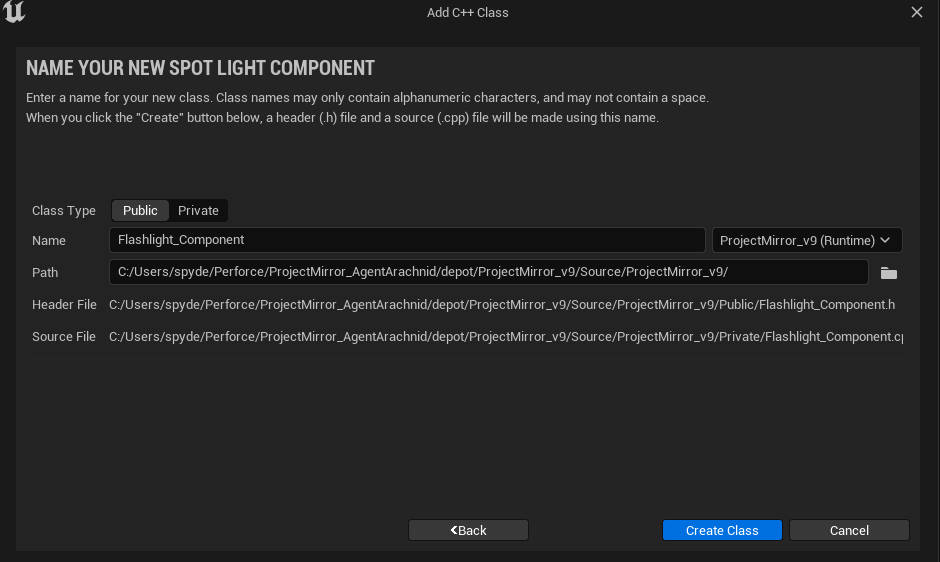 Add C++ Class
NAME YOUR NEW SPOT LIGHT COMPONENT
Enter a name for your new class. Class names may only contain alphanumeric characters, and may not contain a space.
When you click the "Create" button below, a header (.h) file and a source (.cpp) file will be made using this name.
Class Type Public Private
Name Flashlight_Component ProjectMirror_v9 (Runtime)
Path C:/Users/spyde/Perforce/ProjectMirror_AgentArachnid/depot/ProjectMirror_v9/Source/ProjectMirror_v9/
Header File C:/Users/spyde/Perforce/ProjectMirror_AgentArachnid/depot/ProjectMirror_v9/Source/ProjectMirror_v9/Public/Flashlight_Component.h
Source File C:/Users/spyde/Perforce/ProjectMirror_AgentArachnid/depot/ProjectMirror_v9/Source/ProjectMirror_v9/Private/Flashlight_Component.c
Back Create Class Cancel